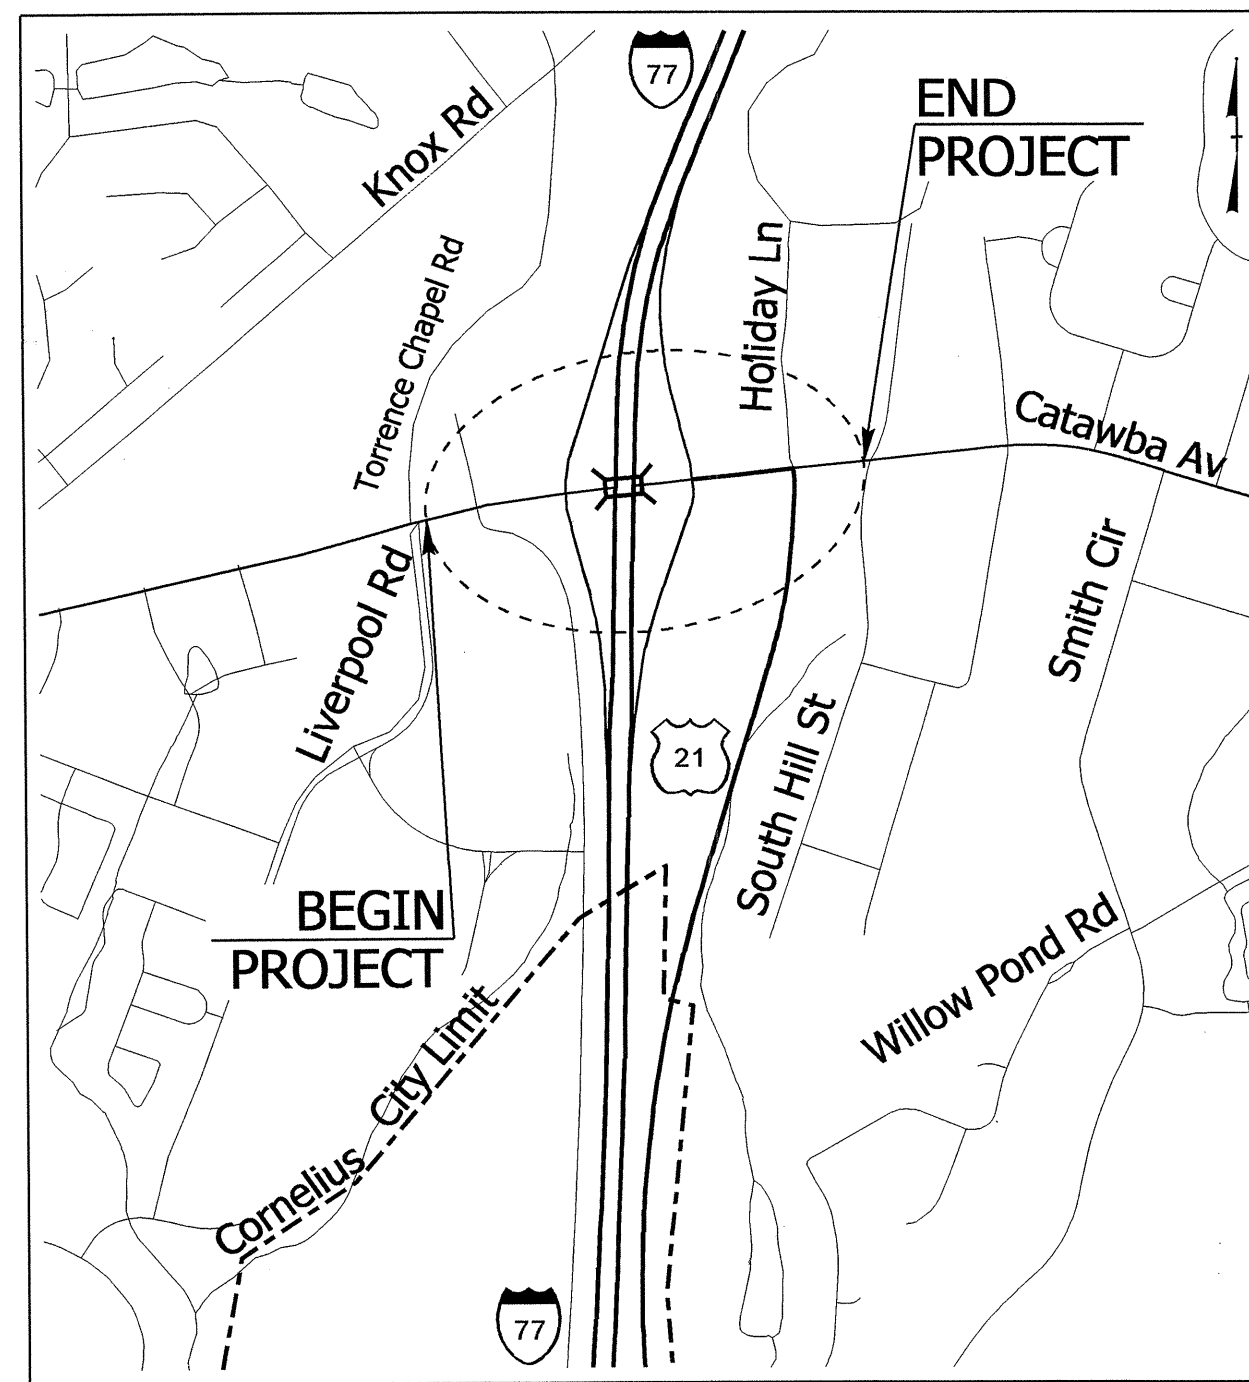 77
END
PROJECT
Knox Rd
Torrence Chapel Rd
Holiday Ln
Catawba Av
Liverpool Rd
Smith Cir
21
South Hill St
BEGIN
PROJECT
Willow Pond Rd
Cornelius City Limit
77